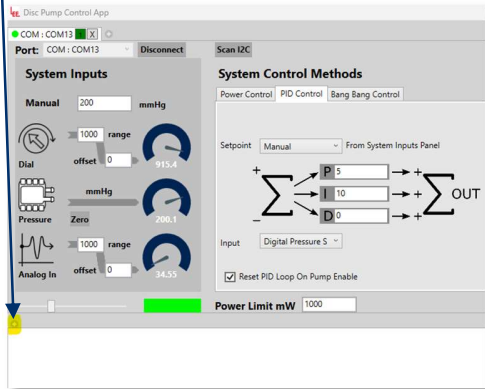 LEE. Disc Pump Control App
COM : COM13 1 X
Port: COM : COM13 Disconnect Scan I2C
System Inputs
Manual 200 mmHg
Dial
1000 range
offset 0
915.4
Pressure
mmHg
Zero
200.1
Analog In
1000 range
offset 0
34.55
System Control Methods
Power Control PID Control Bang Bang Control
Setpoint Manual From System Inputs Panel
+ Σ −
P 5 +
I 10 + Σ OUT
D 0 +
Input Digital Pressure S
Reset PID Loop On Pump Enable
Power Limit mW 1000